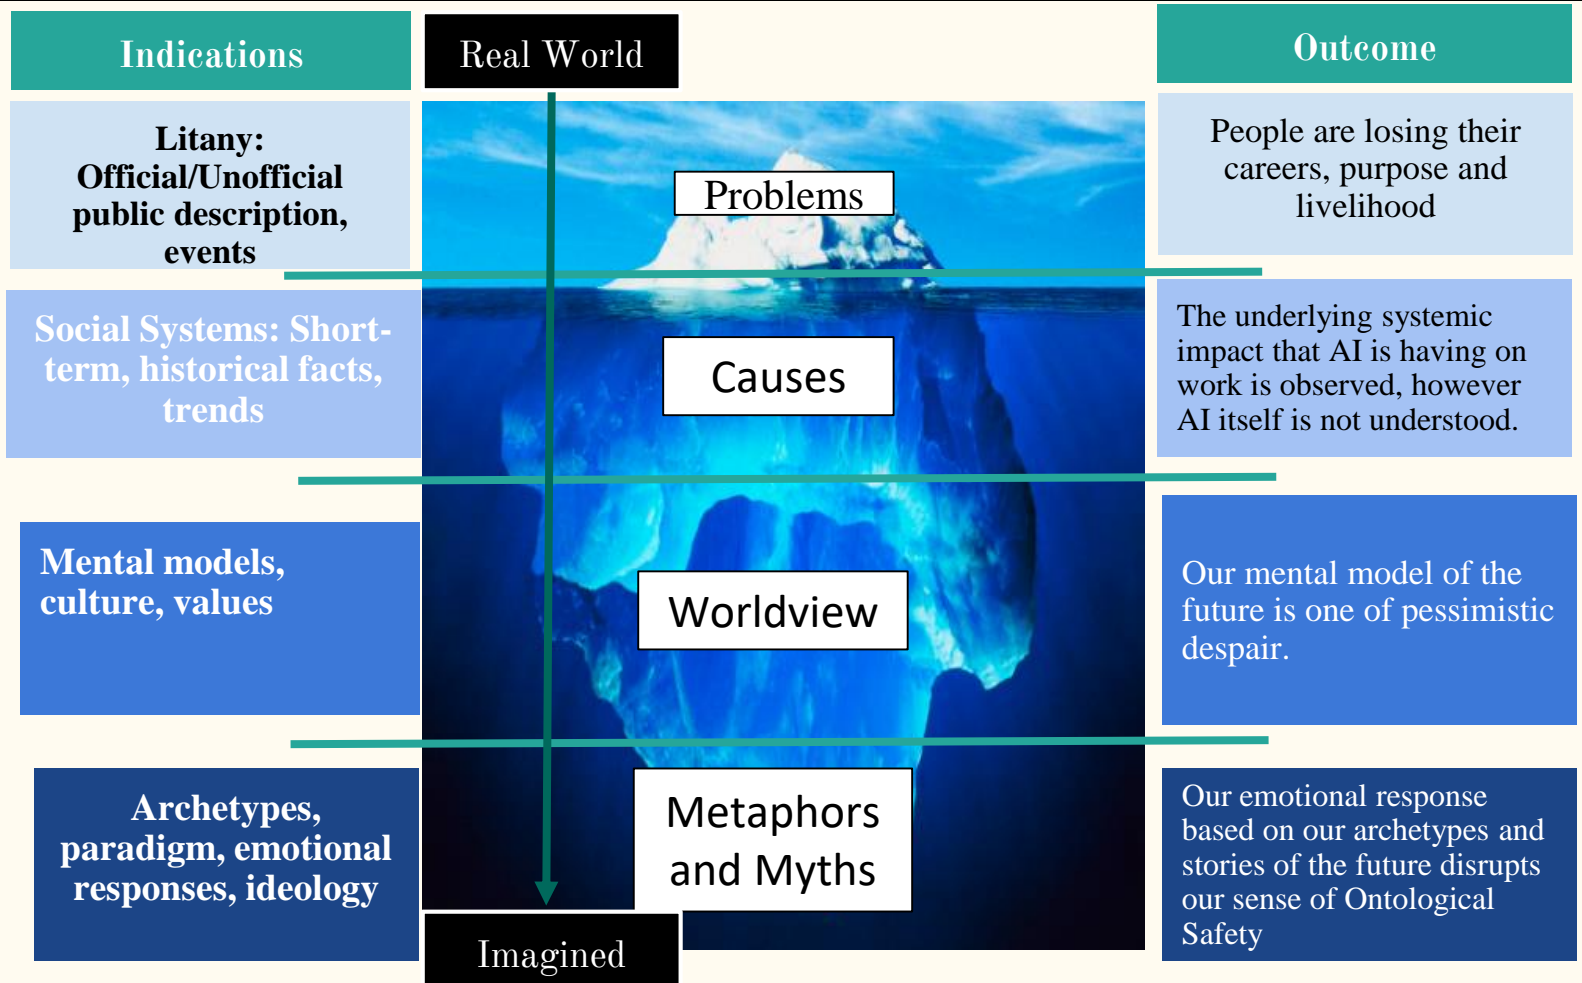 Indications
Real World
Outcome
Litany:
Official/Unofficial
public description,
events
Problems
People are losing their
careers, purpose and
livelihood
Social Systems: Short-
term, historical facts,
trends
Causes
The underlying systemic
impact that AI is having on
work is observed, however
AI itself is not understood.
Mental models,
culture, values
Worldview
Our mental model of the
future is one of pessimistic
despair.
Archetypes,
paradigm, emotional
responses, ideology
Metaphors
and Myths
Our emotional response
based on our archetypes and
stories of the future disrupts
our sense of Ontological
Safety
Imagined